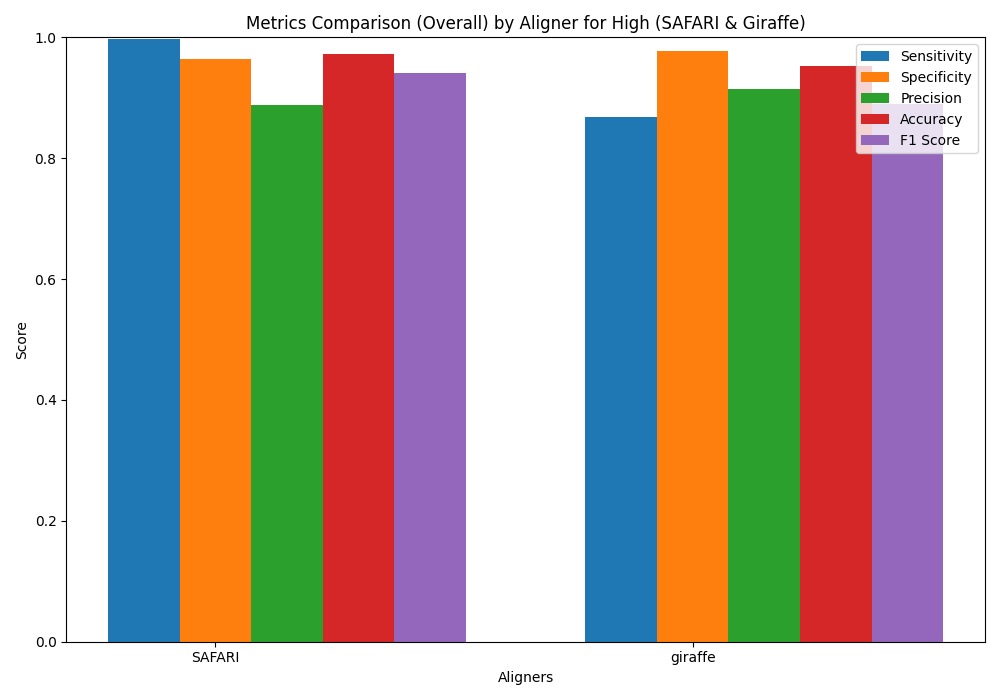 Metrics Comparison (Overall) by Aligner for High (SAFARI & Giraffe)
1.0
0.8
0.6
0.4
0.2
0.0
Score
Sensitivity
Specificity
Precision
Accuracy
F1 Score
SAFARI
giraffe
Aligners